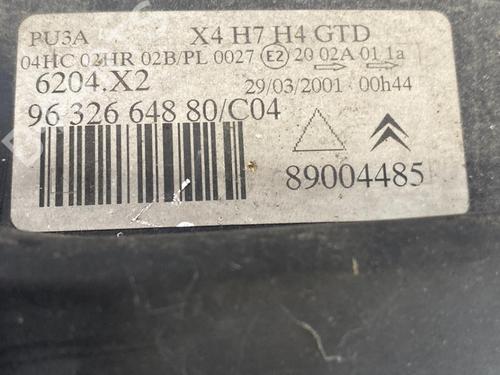 PU3A X4 H7 H4 GTD
04HC 02HR 02B/PL 0027 E2 20 02A 01 1a
6204.X2 29/03/2001 00h44
96 326 648 80/C04
89004485